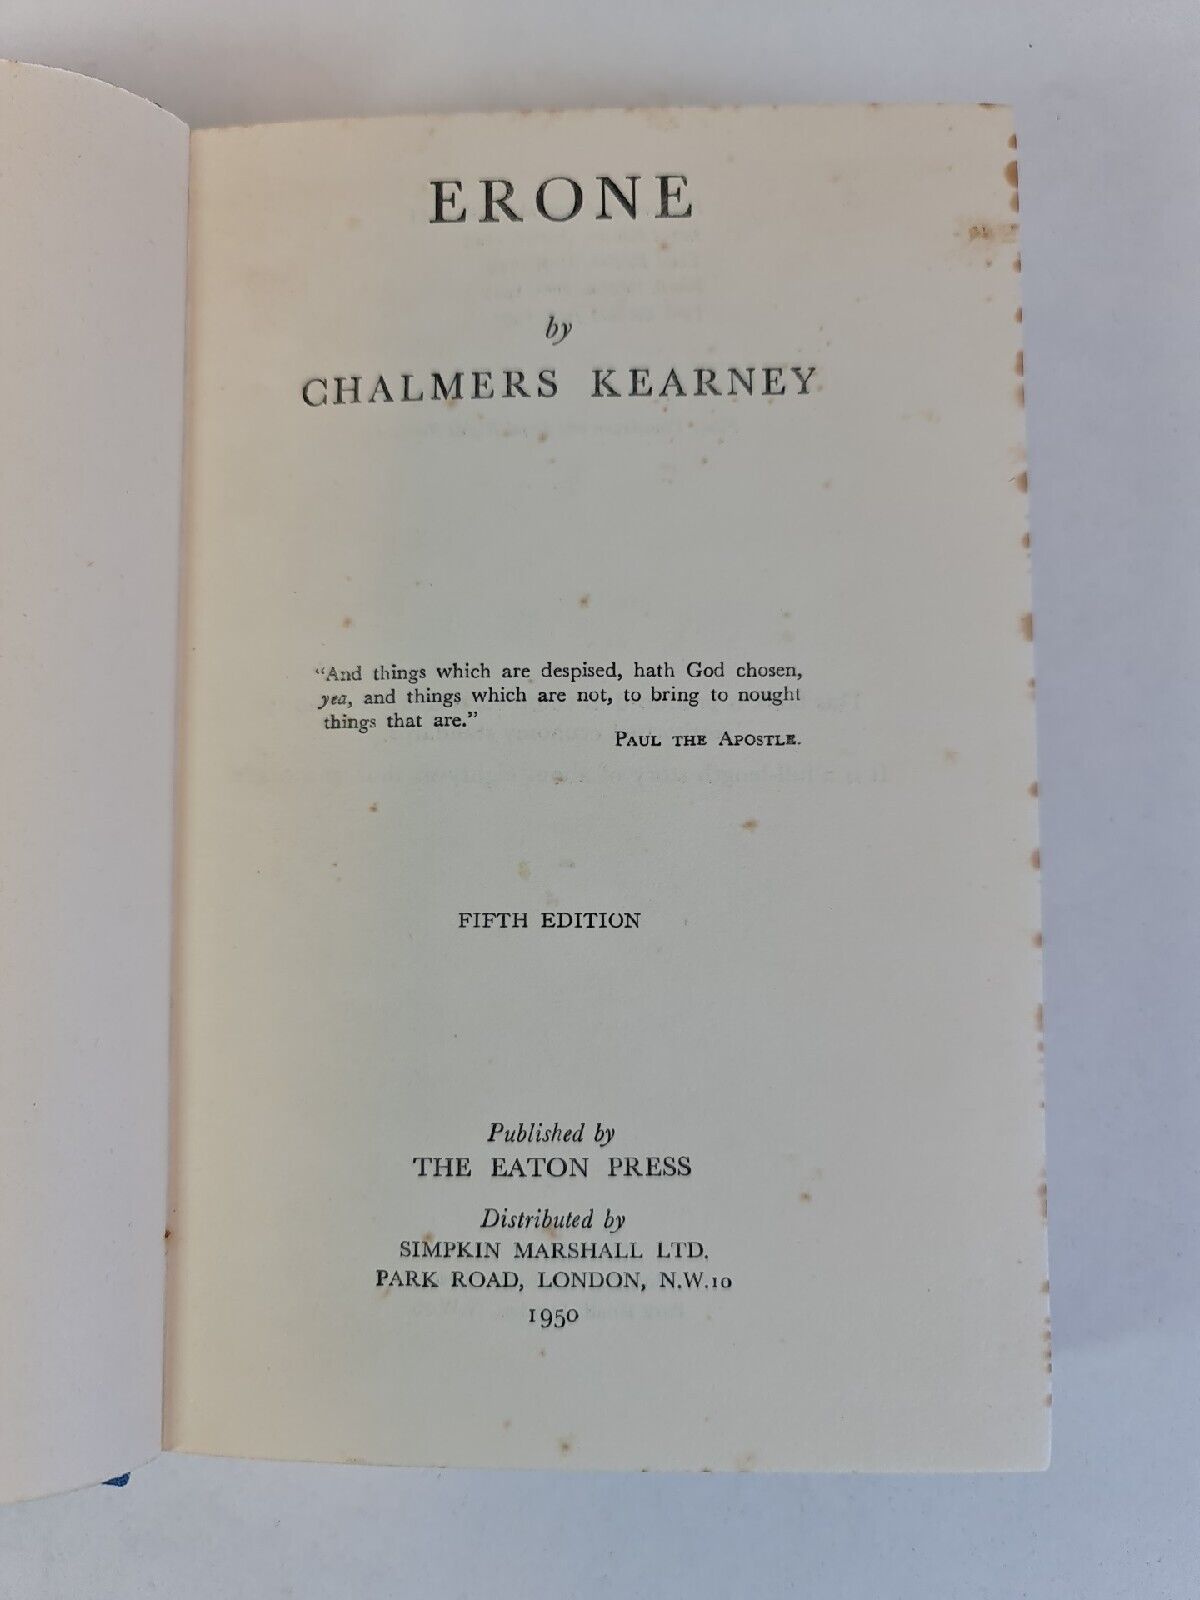 ERONE
by
CHALMERS KEARNEY
"And things which are despised, hath God chosen,
yea, and things which are not, to bring to nought
things that are."
PAUL THE APOSTLE.
FIFTH EDITION
Published by
THE EATON PRESS
Distributed by
SIMPKIN MARSHALL LTD.
PARK ROAD, LONDON, N.W.10
1950